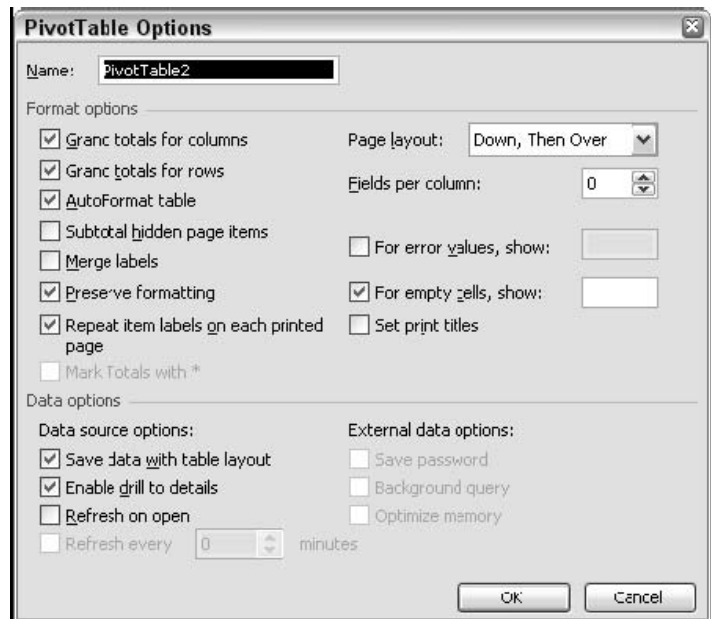 PivotTable Options
Name: PivotTable2
Format options
Granc totals for columns
Page layout: Down, Then Over
Granc totals for rows
Fields per column: 0
AutoFormat table
Subtotal hidden page items
For error values, show:
Merge labels
Preserve formatting
For empty cells, show:
Repeat item labels on each printed
page
Set print titles
Mark Totals with *
Data options
Data source options:
External data options:
Save data with table layout
Save password
Enable drill to details
Background query
Refresh on open
Optimize memory
Refresh every 0 minutes
OK
Cancel